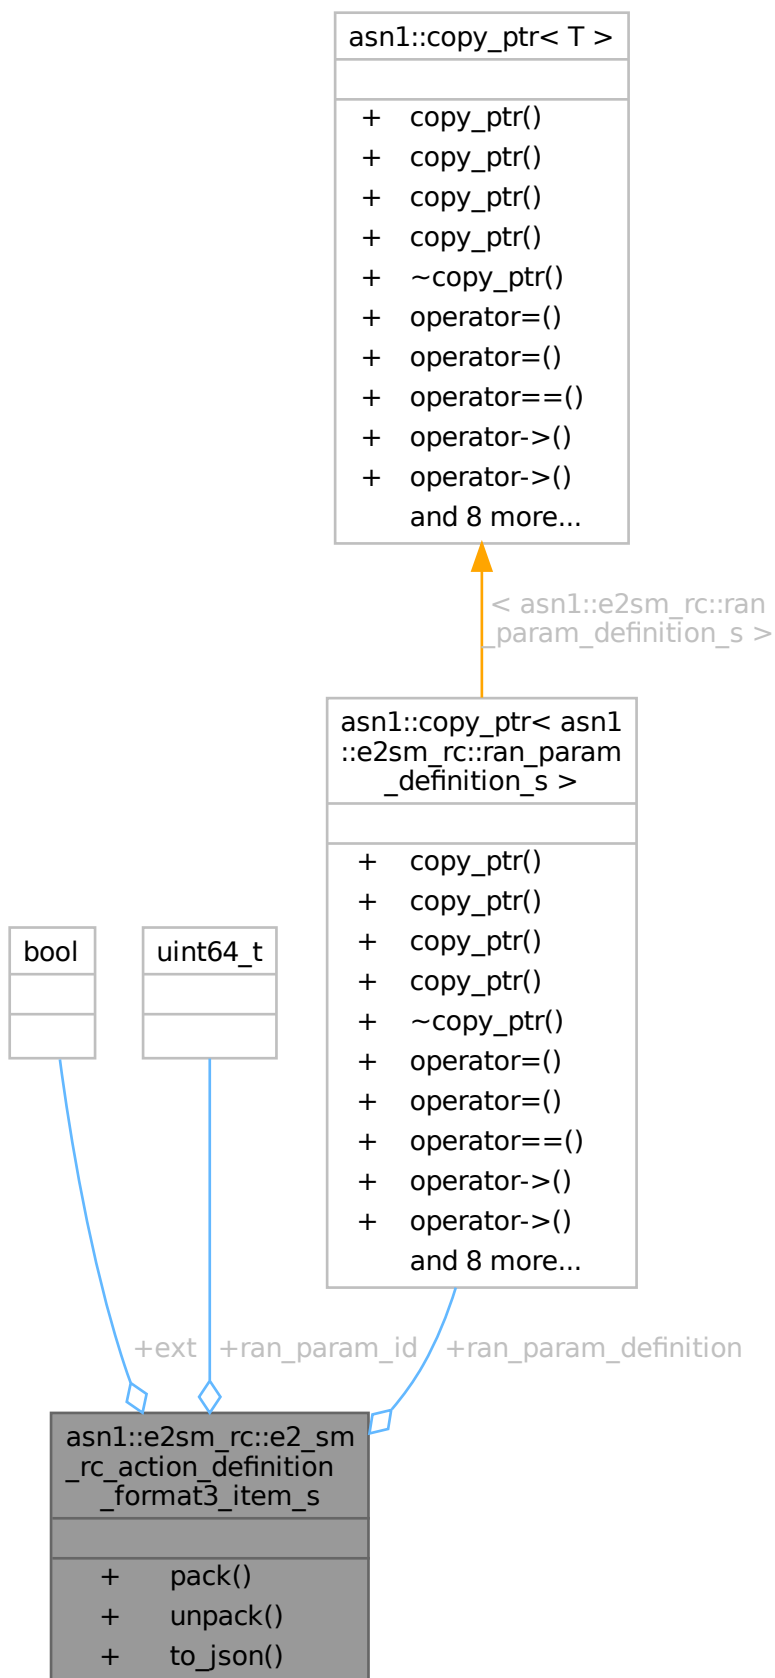 asn1::copy_ptr< T >
+ copy_ptr()
+ copy_ptr()
+ copy_ptr()
+ copy_ptr()
+ ~copy_ptr()
+ operator=()
+ operator=()
+ operator==()
+ operator->()
+ operator->()
and 8 more...
< asn1::e2sm_rc::ran
_param_definition_s >
asn1::copy_ptr< asn1
::e2sm_rc::ran_param
_definition_s >
+ copy_ptr()
+ copy_ptr()
+ copy_ptr()
+ copy_ptr()
+ ~copy_ptr()
+ operator=()
+ operator=()
+ operator==()
+ operator->()
+ operator->()
and 8 more...
bool
uint64_t
+ext
+ran_param_id
+ran_param_definition
asn1::e2sm_rc::e2_sm
_rc_action_definition
_format3_item_s
+ pack()
+ unpack()
+ to_json()